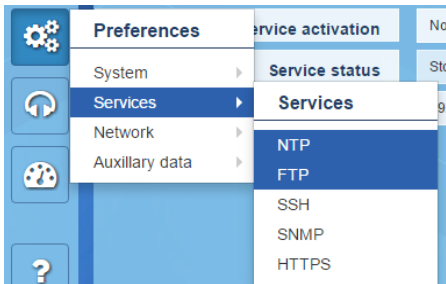 Preferences
ervice activation
No
System
Service status
Sto
Services
Services
9
Network
NTP
Auxillary data
FTP
SSH
SNMP
?
HTTPS